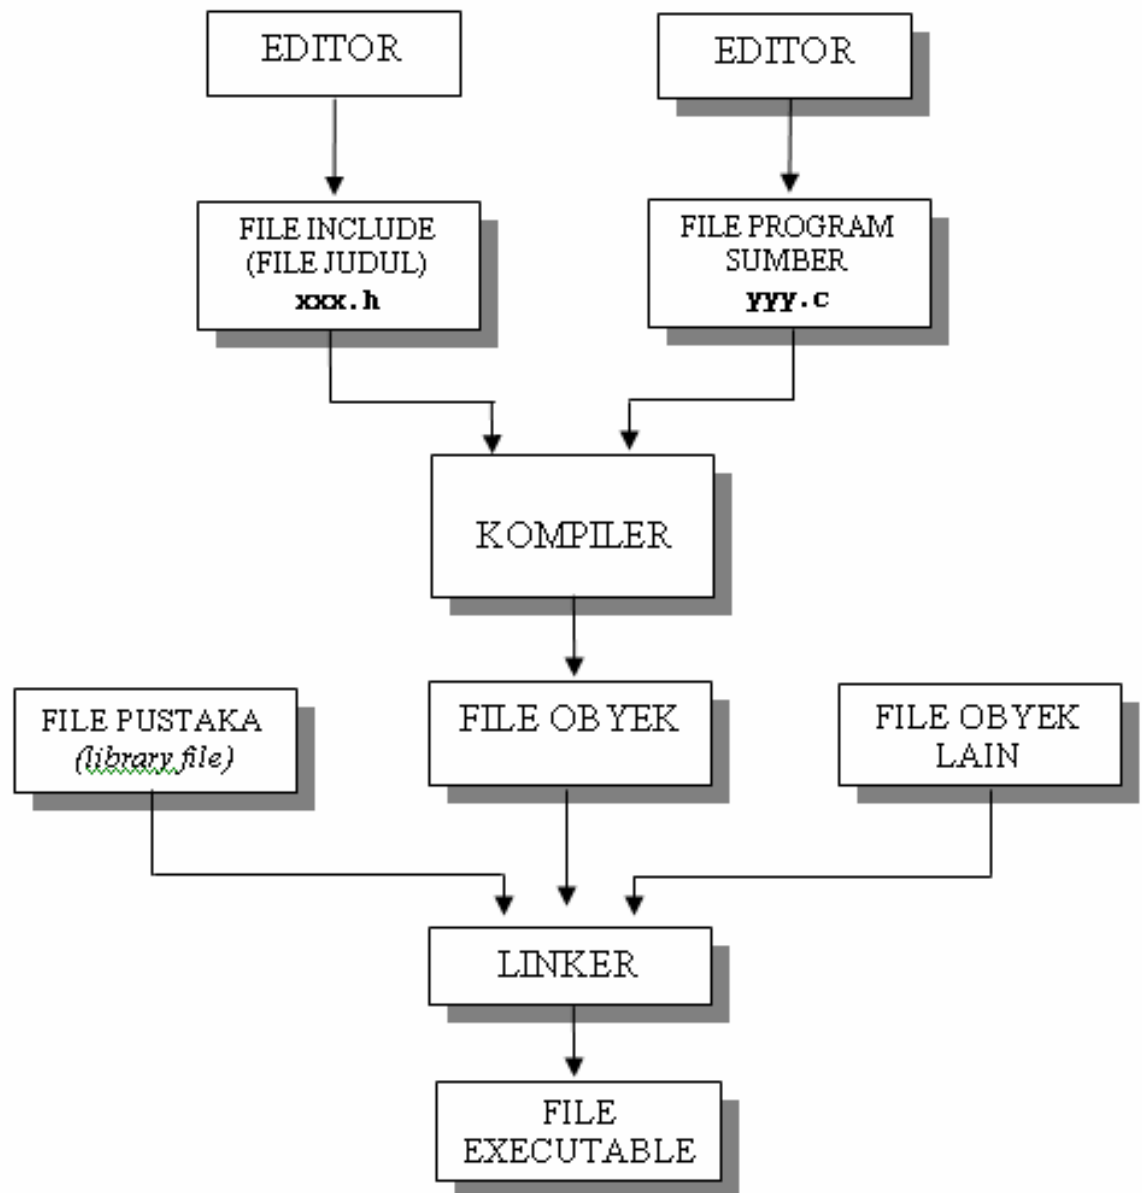 EDITOR
EDITOR
FILE INCLUDE
(FILE JUDUL)
xxx.h
FILE PROGRAM
SUMBER
yyy.c
KOMPILER
FILE PUSTAKA
(library file)
FILE OBYEK
FILE OBYEK
LAIN
LINKER
FILE
EXECUTABLE